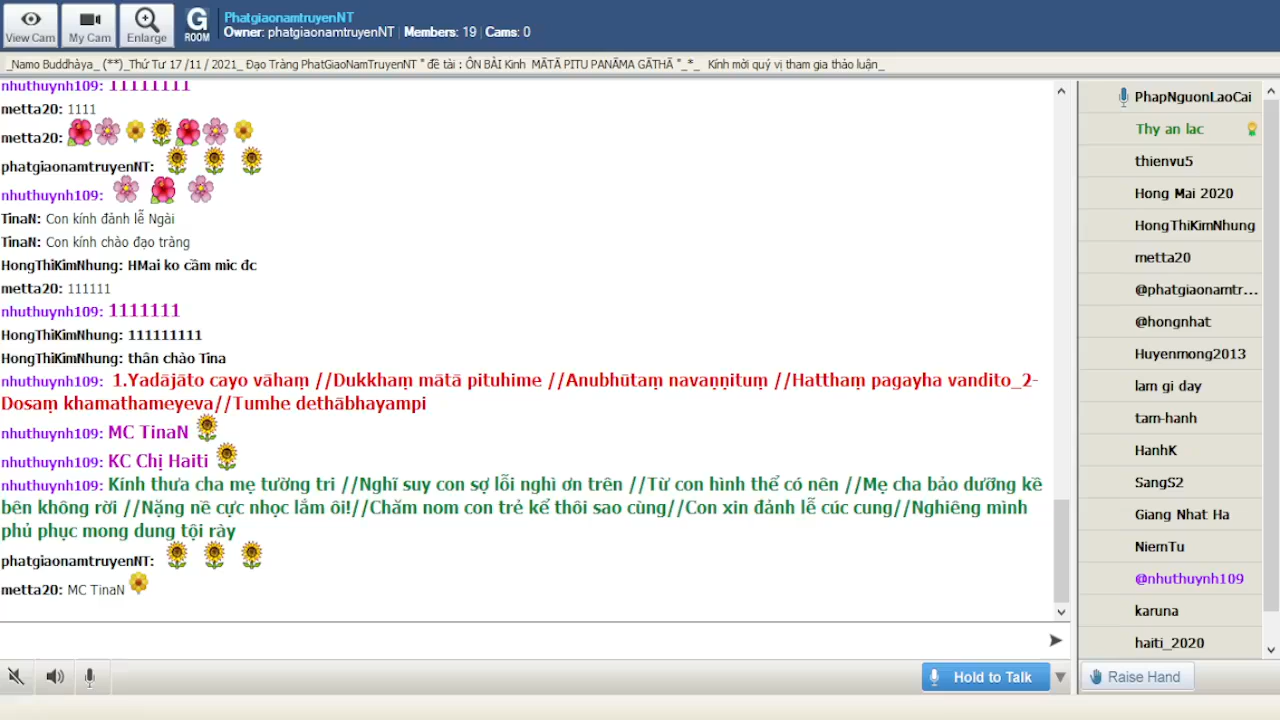 View Cam
My Cam
Enlarge
G
ROOM
PhatgiaonamtruyenNT
Owner: phatgiaonamtruyenNT | Members: 19 | Cams: 0
_Namo Buddhàya_ (**)_Thứ Tư 17 /11 / 2021_ Đạo Tràng PhatGiaoNamTruyenNT " đề tài : ÔN BÀI Kinh MĀTĀ PITU PANĀMA GĀTHĀ "_*_ Kính mời quý vị tham gia thảo luận_
nhuthuynh109: 11111111
metta20: 1111
metta20:
phatgiaonamtruyenNT:
nhuthuynh109:
TinaN: Con kính đảnh lễ Ngài
TinaN: Con kính chào đạo tràng
HongThiKimNhung: HMai ko cầm mic đc
metta20: 111111
nhuthuynh109: 1111111
HongThiKimNhung: 111111111
HongThiKimNhung: thân chào Tina
nhuthuynh109: 1.Yadājāto cayo vāhaṃ //Dukkhaṃ mātā pituhime //Anubhūtaṃ navaṇṇituṃ //Hatthaṃ pagayha vandito_2-
Dosaṃ khamathameyeva//Tumhe dethābhayampi
nhuthuynh109: MC TinaN
nhuthuynh109: KC Chị Haiti
nhuthuynh109: Kính thưa cha mẹ tường tri //Nghĩ suy con sợ lỗi nghì ơn trên //Từ con hình thể có nên //Mẹ cha bảo dưỡng kề
bên không rời //Nặng nề cực nhọc lắm ôi!//Chăm nom con trẻ kể thôi sao cùng//Con xin đảnh lễ cúc cung//Nghiêng mình
phủ phục mong dung tội rày
phatgiaonamtruyenNT:
metta20: MC TinaN
Hold to Talk
PhapNguonLaoCai
Thy an lac
thienvu5
Hong Mai 2020
HongThiKimNhung
metta20
@phatgiaonamtr...
@hongnhat
Huyenmong2013
lam gi day
tam-hanh
HanhK
SangS2
Giang Nhat Ha
NiemTu
@nhuthuynh109
karuna
haiti_2020
Raise Hand